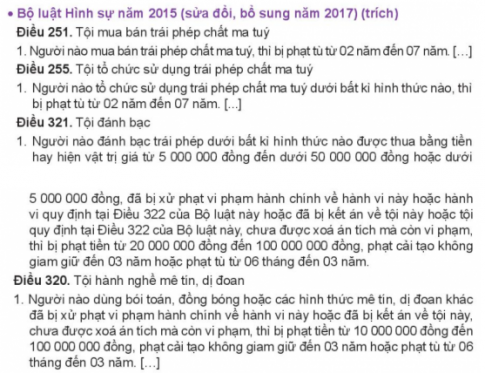 • Bộ luật Hình sự năm 2015 (sửa đổi, bổ sung năm 2017) (trích)
Điều 251. Tội mua bán trái phép chất ma tuý
1. Người nào mua bán trái phép chất ma tuý, thì bị phạt tù từ 02 năm đến 07 năm. [...]
Điều 255. Tội tổ chức sử dụng trái phép chất ma tuý
1. Người nào tổ chức sử dụng trái phép chất ma tuý dưới bất kì hình thức nào, thì
bị phạt tù từ 02 năm đến 07 năm. [...]
Điều 321. Tội đánh bạc
1. Người nào đánh bạc trái phép dưới bất kì hình thức nào được thua bằng tiền
hay hiện vật trị giá từ 5 000 000 đồng đến dưới 50 000 000 đồng hoặc dưới
5 000 000 đồng, đã bị xử phạt vi phạm hành chính về hành vi này hoặc hành
vi quy định tại Điều 322 của Bộ luật này hoặc đã bị kết án về tội này hoặc tội
quy định tại Điều 322 của Bộ luật này, chưa được xoá án tích mà còn vi phạm,
thì bị phạt tiền từ 20 000 000 đồng đến 100 000 000 đồng, phạt cải tạo không
giam giữ đến 03 năm hoặc phạt tù từ 06 tháng đến 03 năm.
Điều 320. Tội hành nghề mê tín, dị đoan
1. Người nào dùng bói toán, đồng bóng hoặc các hình thức mê tín, dị đoan khác
đã bị xử phạt vi phạm hành chính về hành vi này hoặc đã bị kết án về tội này,
chưa được xoá án tích mà còn vi phạm, thì bị phạt tiền từ 10 000 000 đồng đến
100 000 000 đồng, phạt cải tạo không giam giữ đến 03 năm hoặc phạt tù từ 06
tháng đến 03 năm. [...]